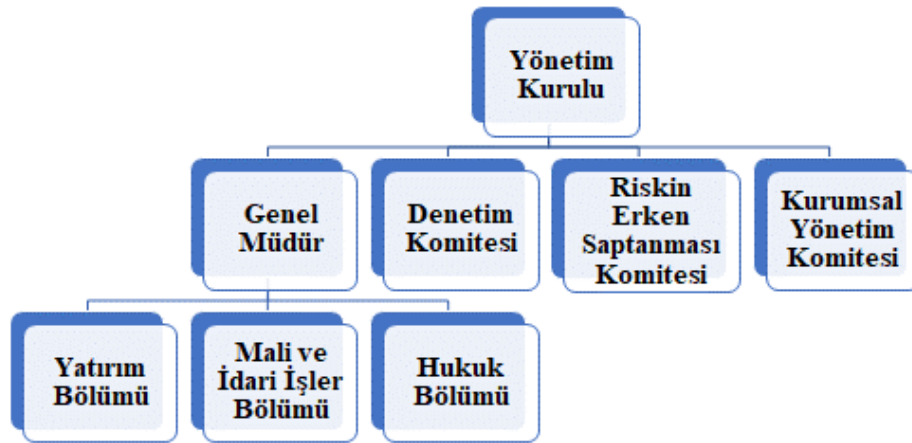 Yönetim
Kurulu
Genel
Müdür
Denetim
Komitesi
Riskin
Erken
Saptanması
Komitesi
Kurumsal
Yönetim
Komitesi
Yatırım
Bölümü
Mali ve
İdari İşler
Bölümü
Hukuk
Bölümü